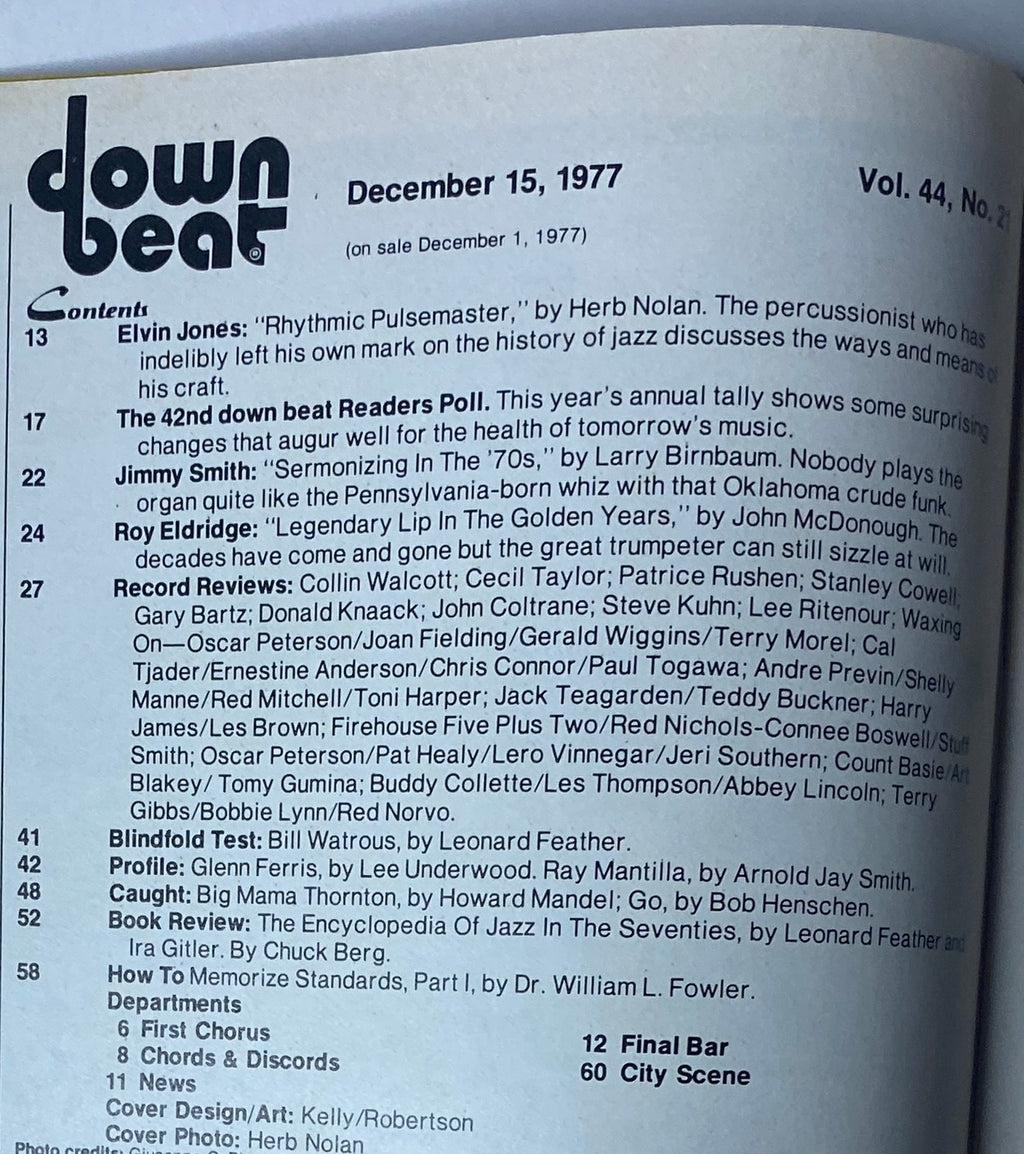 down
beat®
December 15, 1977
Vol. 44, No. 21
(on sale December 1, 1977)
Contents
13 Elvin Jones: "Rhythmic Pulsemaster," by Herb Nolan. The percussionist who has
indelibly left his own mark on the history of jazz discusses the ways and means of
his craft.
17 The 42nd down beat Readers Poll. This year's annual tally shows some surprising
changes that augur well for the health of tomorrow's music.
22 Jimmy Smith: "Sermonizing In The '70s," by Larry Birnbaum. Nobody plays the
organ quite like the Pennsylvania-born whiz with that Oklahoma crude funk.
24 Roy Eldridge: "Legendary Lip In The Golden Years," by John McDonough. The
decades have come and gone but the great trumpeter can still sizzle at will.
27 Record Reviews: Collin Walcott; Cecil Taylor; Patrice Rushen; Stanley Cowell;
Gary Bartz; Donald Knaack; John Coltrane; Steve Kuhn; Lee Ritenour; Waxing
On—Oscar Peterson/Joan Fielding/Gerald Wiggins/Terry Morel; Cal
Tjader/Ernestine Anderson/Chris Connor/Paul Togawa; Andre Previn/Shelly
Manne/Red Mitchell/Toni Harper; Jack Teagarden/Teddy Buckner; Harry
James/Les Brown; Firehouse Five Plus Two/Red Nichols-Connee Boswell/Stuff
Smith; Oscar Peterson/Pat Healy/Lero Vinnegar/Jeri Southern; Count Basie/Art
Blakey/ Tomy Gumina; Buddy Collette/Les Thompson/Abbey Lincoln; Terry
Gibbs/Bobbie Lynn/Red Norvo.
41 Blindfold Test: Bill Watrous, by Leonard Feather.
42 Profile: Glenn Ferris, by Lee Underwood. Ray Mantilla, by Arnold Jay Smith.
48 Caught: Big Mama Thornton, by Howard Mandel; Go, by Bob Henschen.
52 Book Review: The Encyclopedia Of Jazz In The Seventies, by Leonard Feather and
Ira Gitler. By Chuck Berg.
58 How To Memorize Standards, Part I, by Dr. William L. Fowler.
Departments
6 First Chorus
8 Chords & Discords
11 News
12 Final Bar
60 City Scene
Cover Design/Art: Kelly/Robertson
Cover Photo: Herb Nolan
Photo credits: